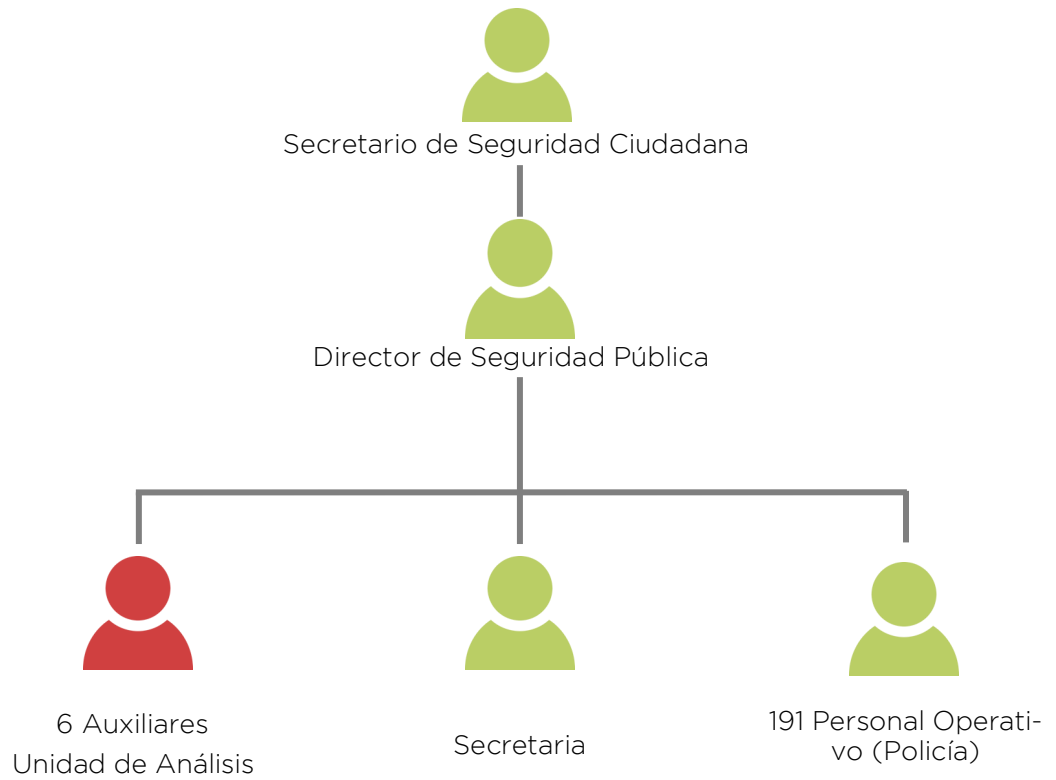 Secretario de Seguridad Ciudadana
Director de Seguridad Pública
6 Auxiliares
Unidad de Análisis
Secretaria
191 Personal Operati-
vo (Policía)